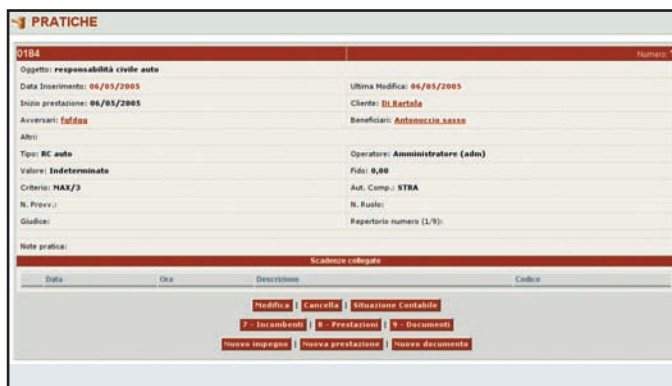 PRATICHE
0184 Numero:
Oggetto: responsabilità civile auto
Data Inserimento: 06/05/2005 Ultima Modifica: 06/05/2005
Inizio prestazione: 06/05/2005 Cliente: Di Bartola
Avversari: Beneficiari: Antonuccio sasso
Altri:
Tipo: RC auto Operatore: Amministratore (adm)
Valore: Indeterminato Fido: 0,00
Criterio: MAX/3 Aut. Comp.: STRA
N. Provv.: N. Ruolo:
Giudice: Repertorio numero (1/9):
Note pratica:
Scadenze collegate
Data Ora Descrizione Codice
Modifica | Cancella | Situazione Contabile
7 - Incombenti | 8 - Prestazioni | 9 - Documenti
Nuovo impegno | Nuova prestazione | Nuovo documento